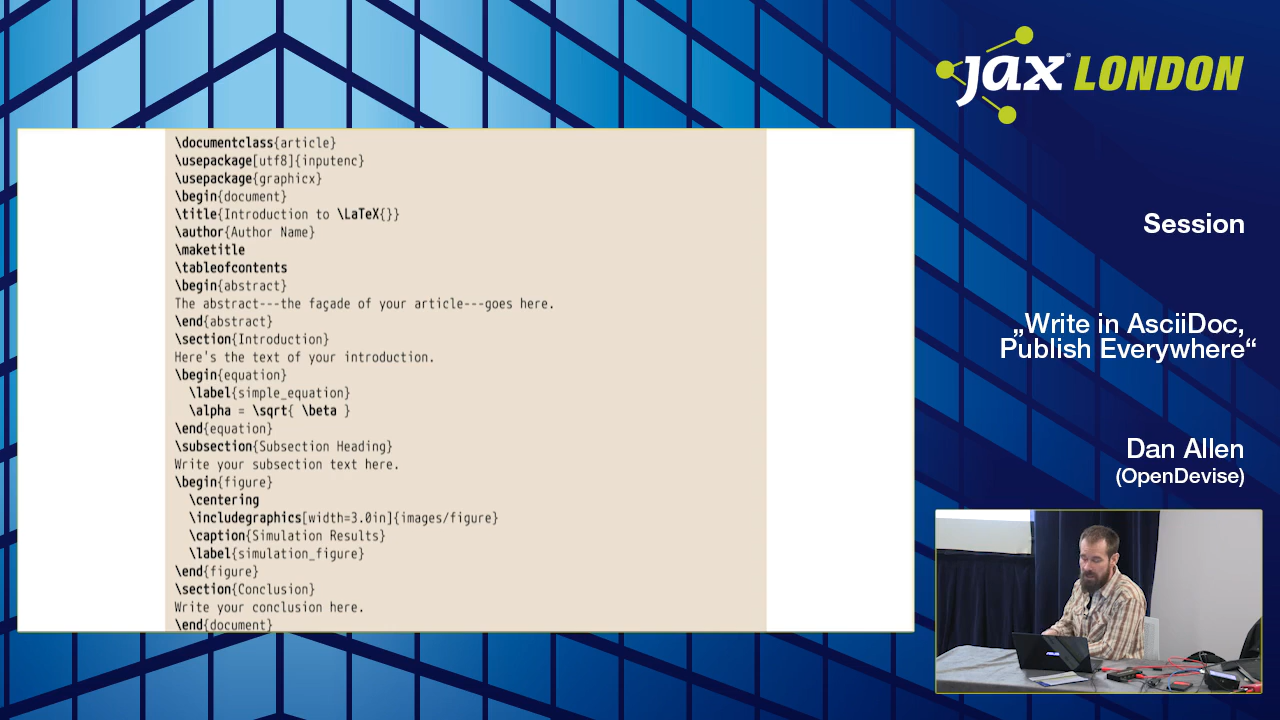 \documentclass{article}
\usepackage[utf8]{inputenc}
\usepackage{graphicx}
\begin{document}
\title{Introduction to \LaTeX{}}
\author{Author Name}
\maketitle
\tableofcontents
\begin{abstract}
The abstract---the façade of your article---goes here.
\end{abstract}
\section{Introduction}
Here's the text of your introduction.
\begin{equation}
  \label{simple_equation}
  \alpha = \sqrt{ \beta }
\end{equation}
\subsection{Subsection Heading}
Write your subsection text here.
\begin{figure}
  \centering
  \includegraphics[width=3.0in]{images/figure}
  \caption{Simulation Results}
  \label{simulation_figure}
\end{figure}
\section{Conclusion}
Write your conclusion here.
\end{document}
jax® LONDON
Session
„Write in AsciiDoc,
Publish Everywhere“
Dan Allen
(OpenDevise)
ASUS